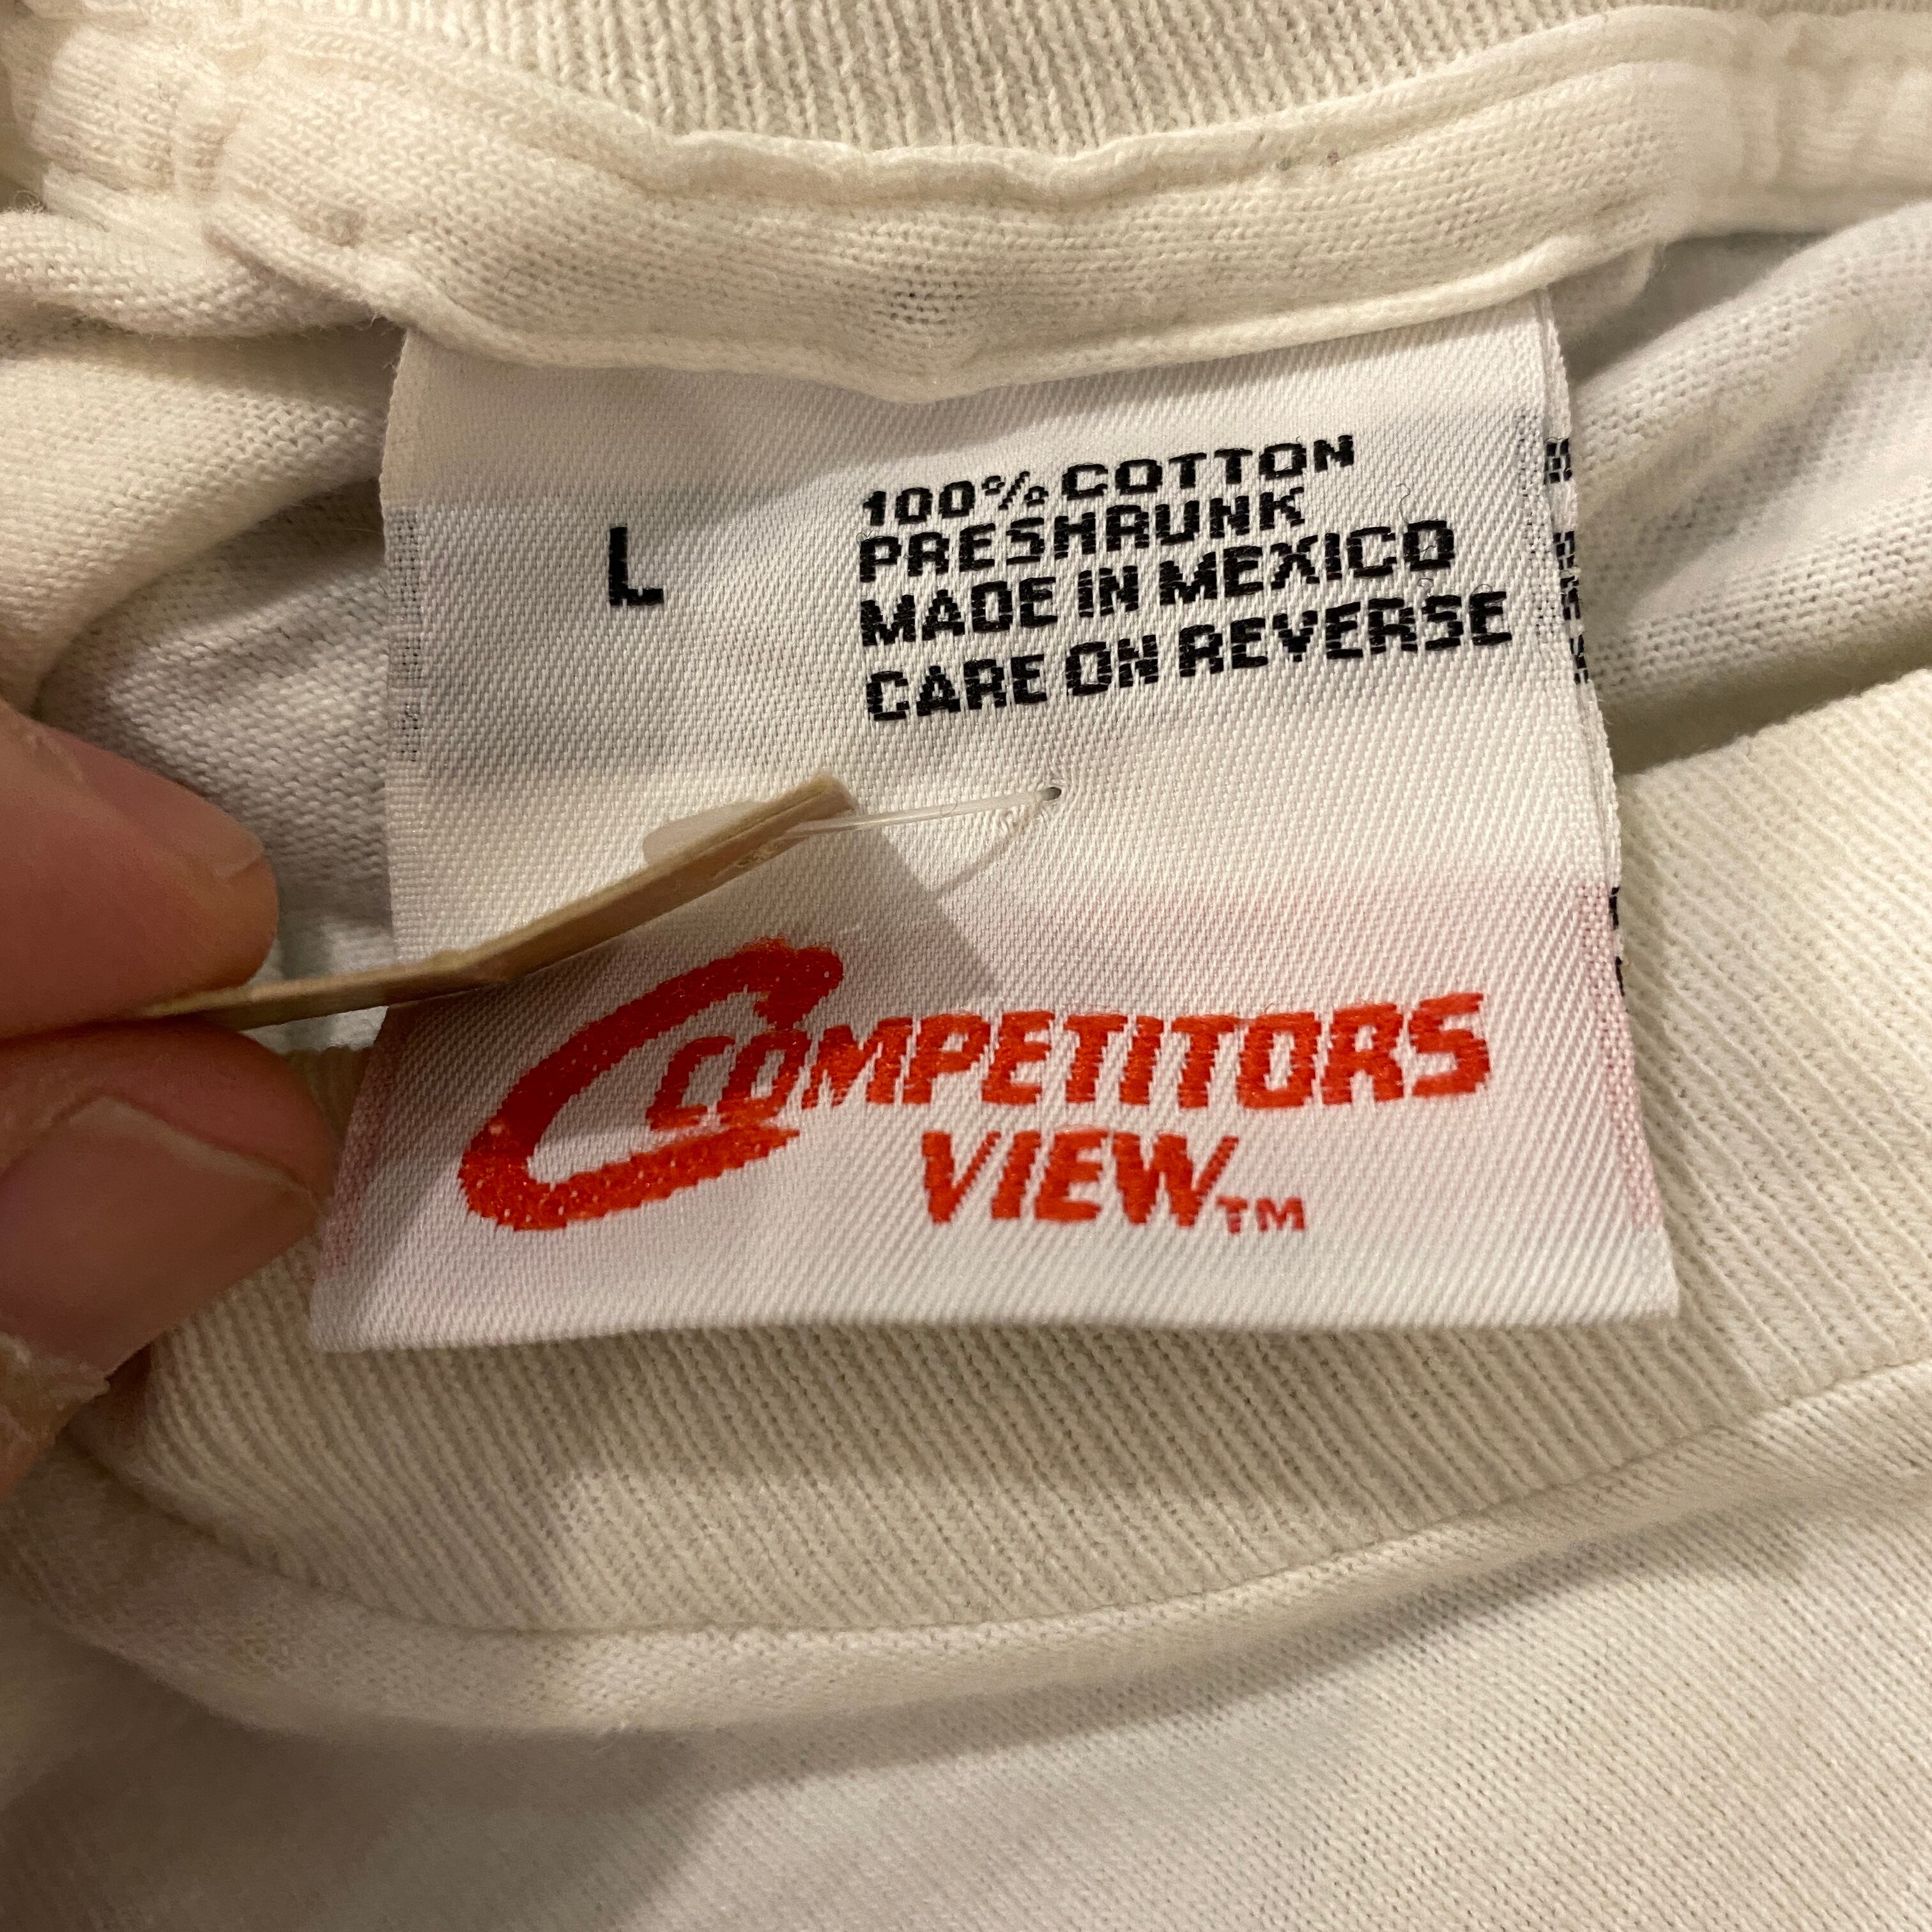 L
100% COTTON
PRESHRUNK
MADE IN MEXICO
CARE ON REVERSE
COMPETITORS
VIEW™